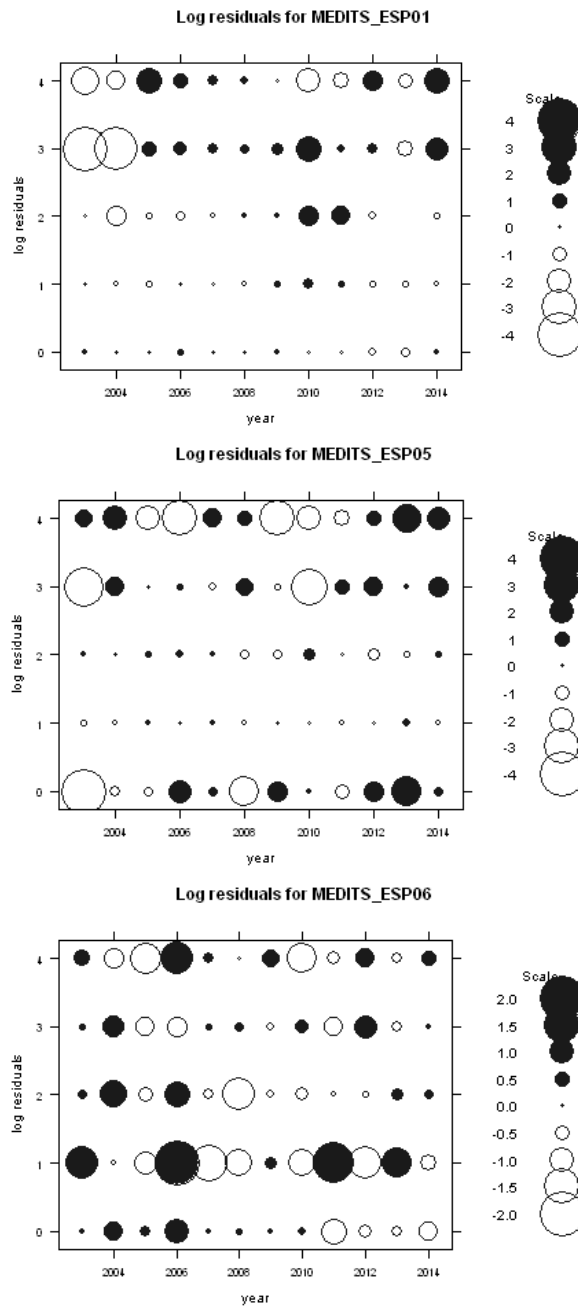 Log residuals for MEDITS_ESP01
log residuals
4
3
2
1
0
2004 2006 2008 2010 2012 2014
year
Scale
4
3
2
1
0
-1
-2
-3
-4
Log residuals for MEDITS_ESP05
log residuals
4
3
2
1
0
2004 2006 2008 2010 2012 2014
year
Scale
4
3
2
1
0
-1
-2
-3
-4
Log residuals for MEDITS_ESP06
log residuals
4
3
2
1
0
2004 2006 2008 2010 2012 2014
year
Scale
2.0
1.5
1.0
0.5
0.0
-0.5
-1.0
-1.5
-2.0